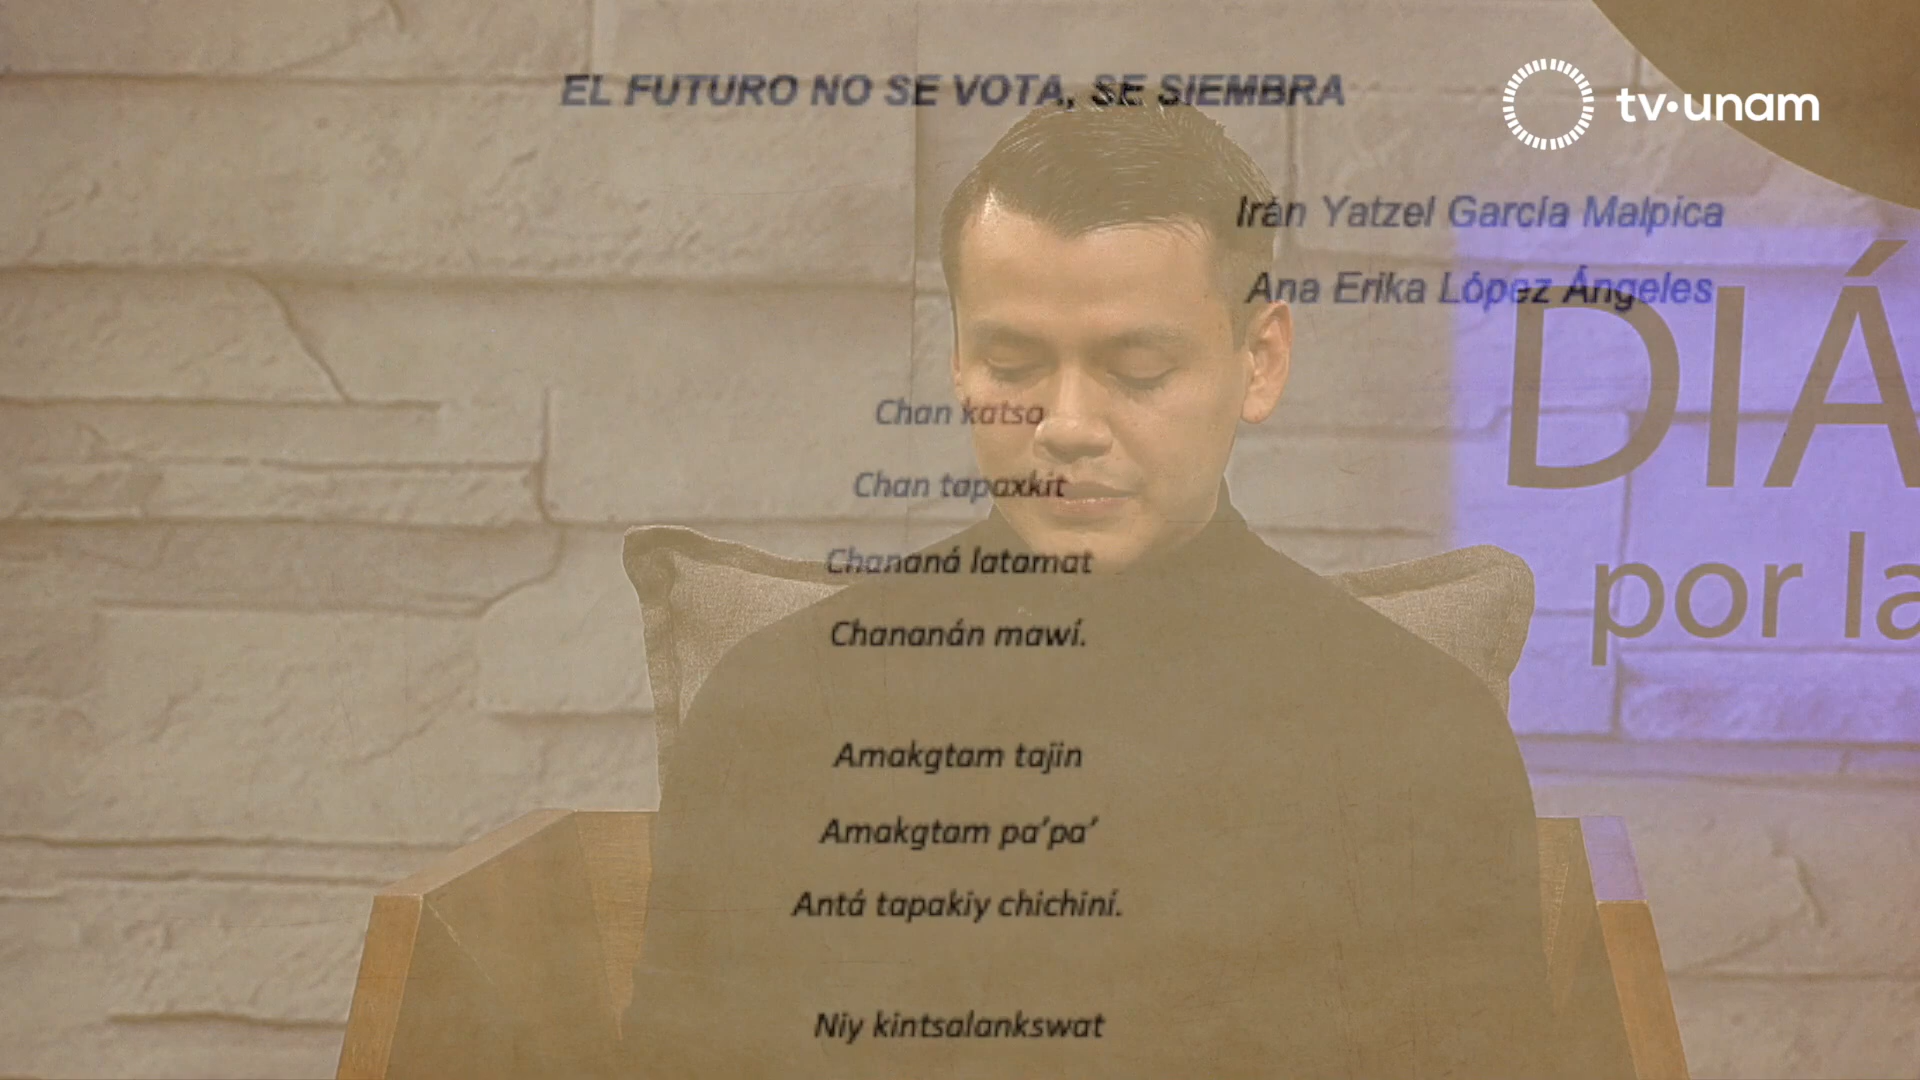 EL FUTURO NO SE VOTA, SE SIEMBRA
tv·unam
Irán Yatzel García Malpica
Ana Erika López Ángeles
DIÁ
por la
Chan katsa
Chan tapaxkit
Chananá latamat
Chananán mawí.
Amakgtam tajin
Amakgtam pa’pa’
Antá tapakiy chichiní.
Niy kintsalankswat